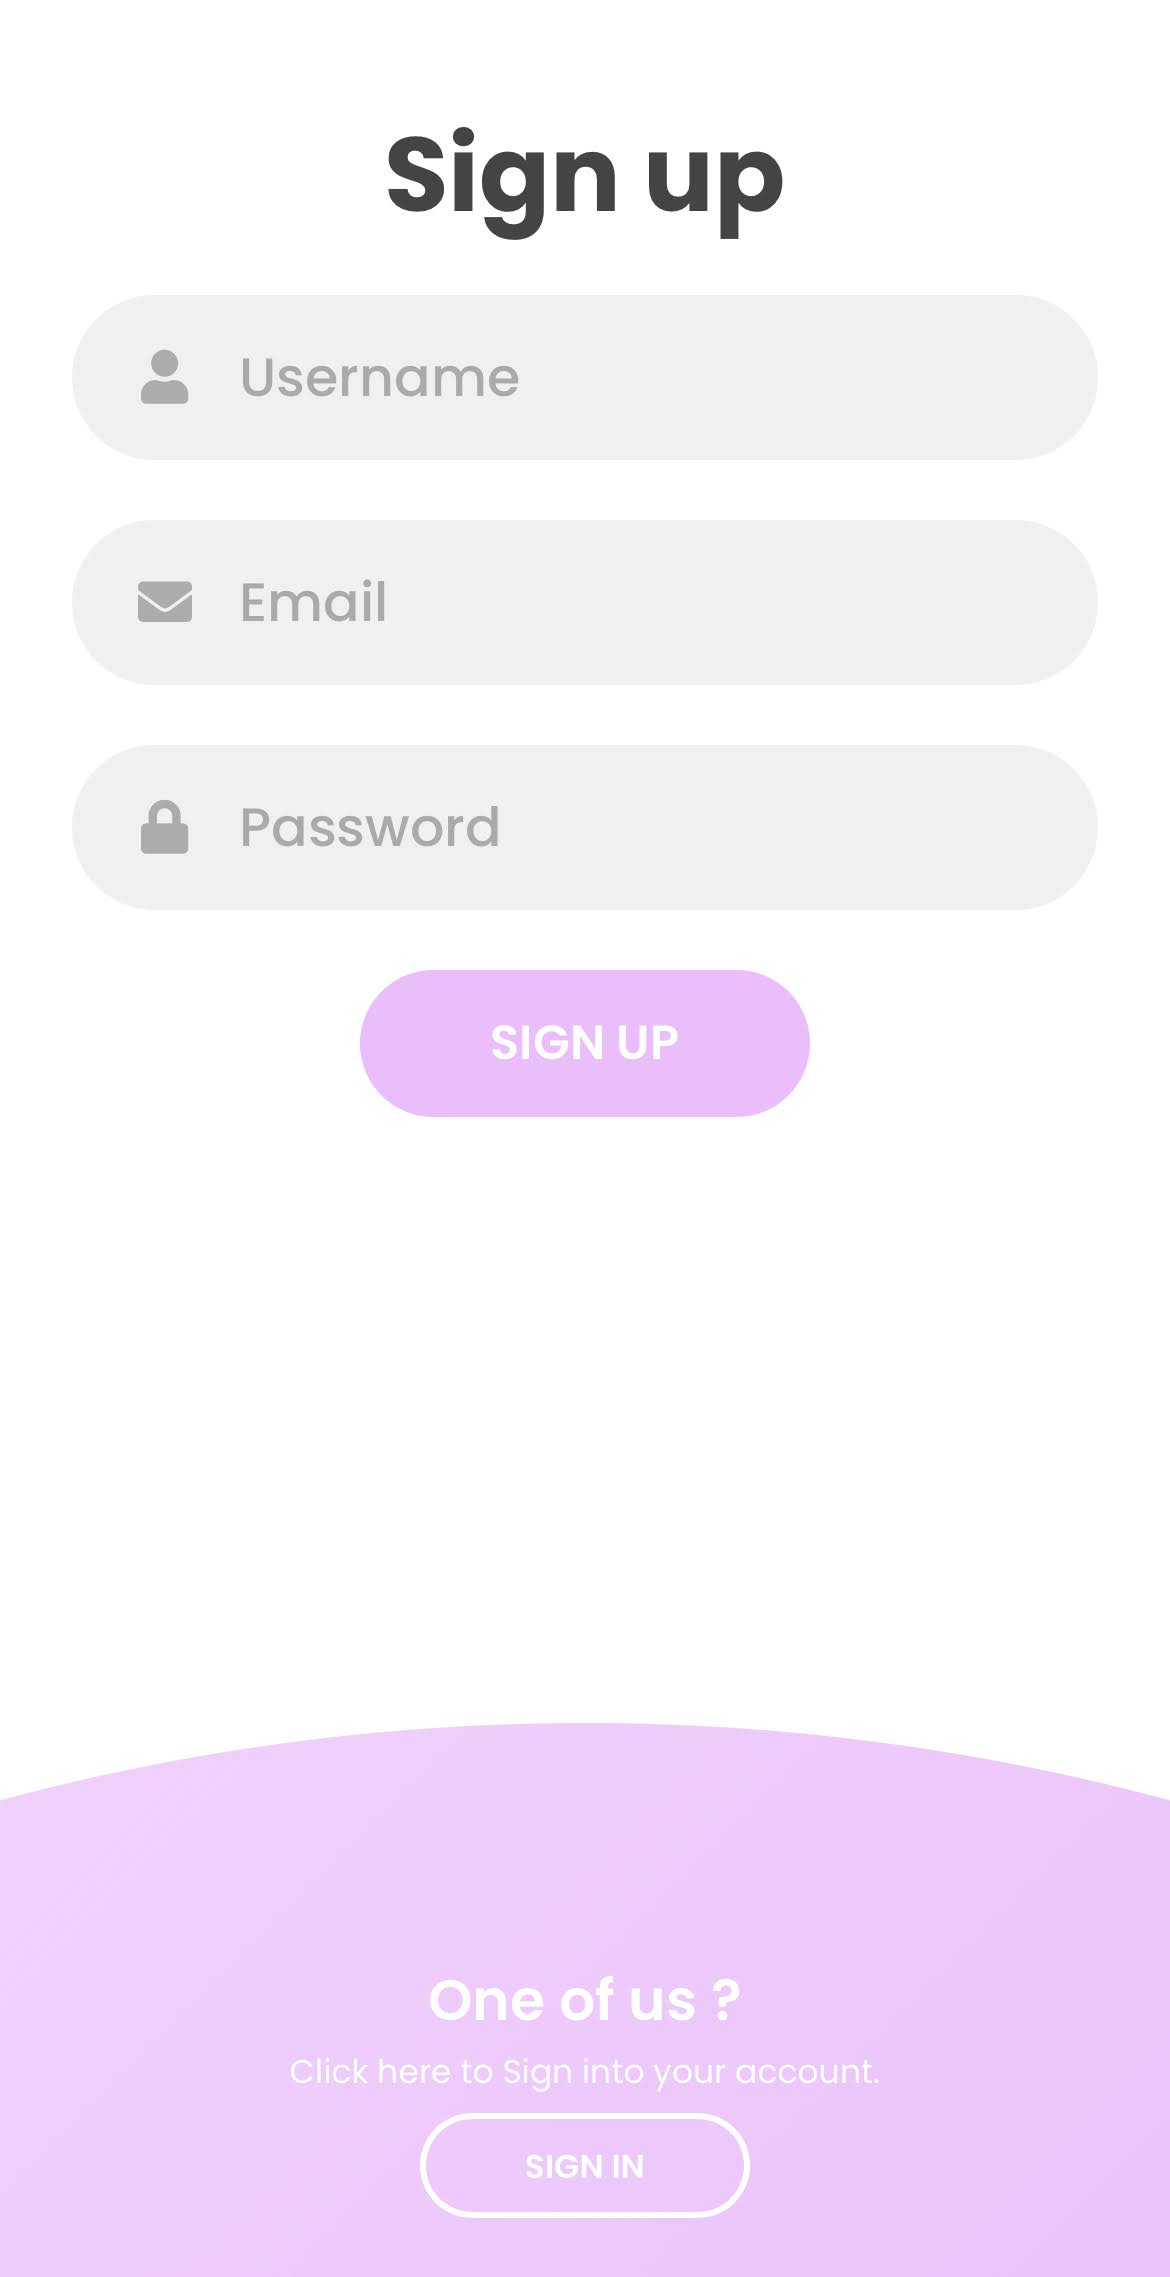 Sign up
Username
Email
Password
SIGN UP
One of us ?
Click here to Sign into your account.
SIGN IN